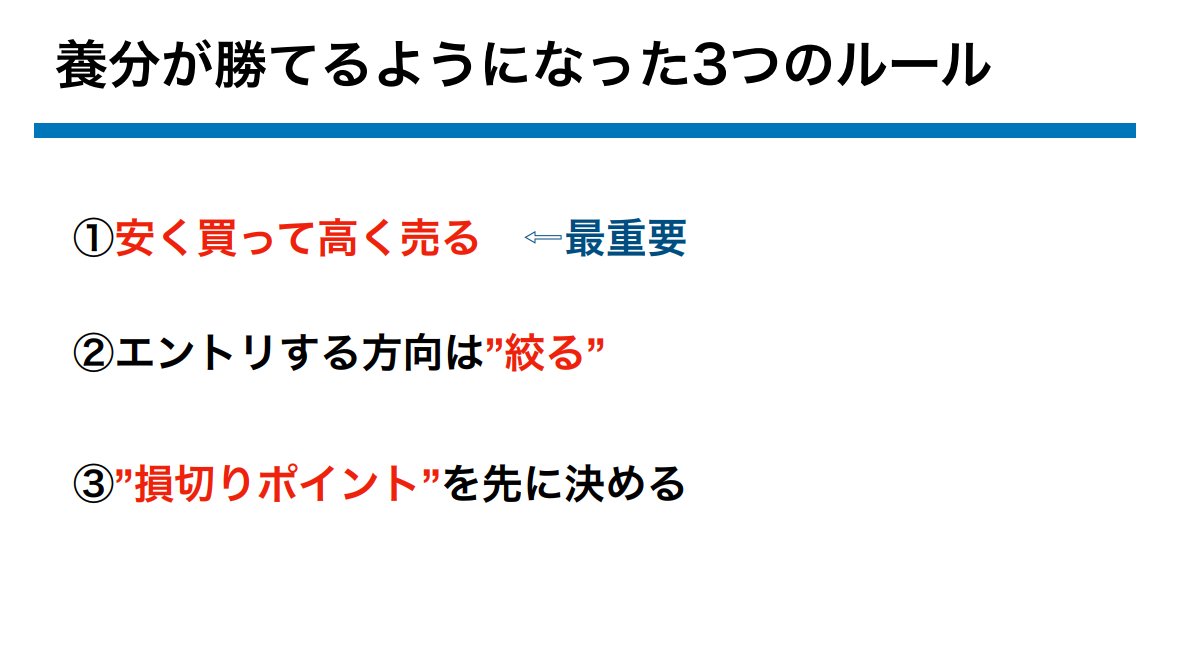 養分が勝てるようになった3つのルール
①安く買って高く売る　⇦最重要
②エントリする方向は”絞る”
③”損切りポイント”を先に決める